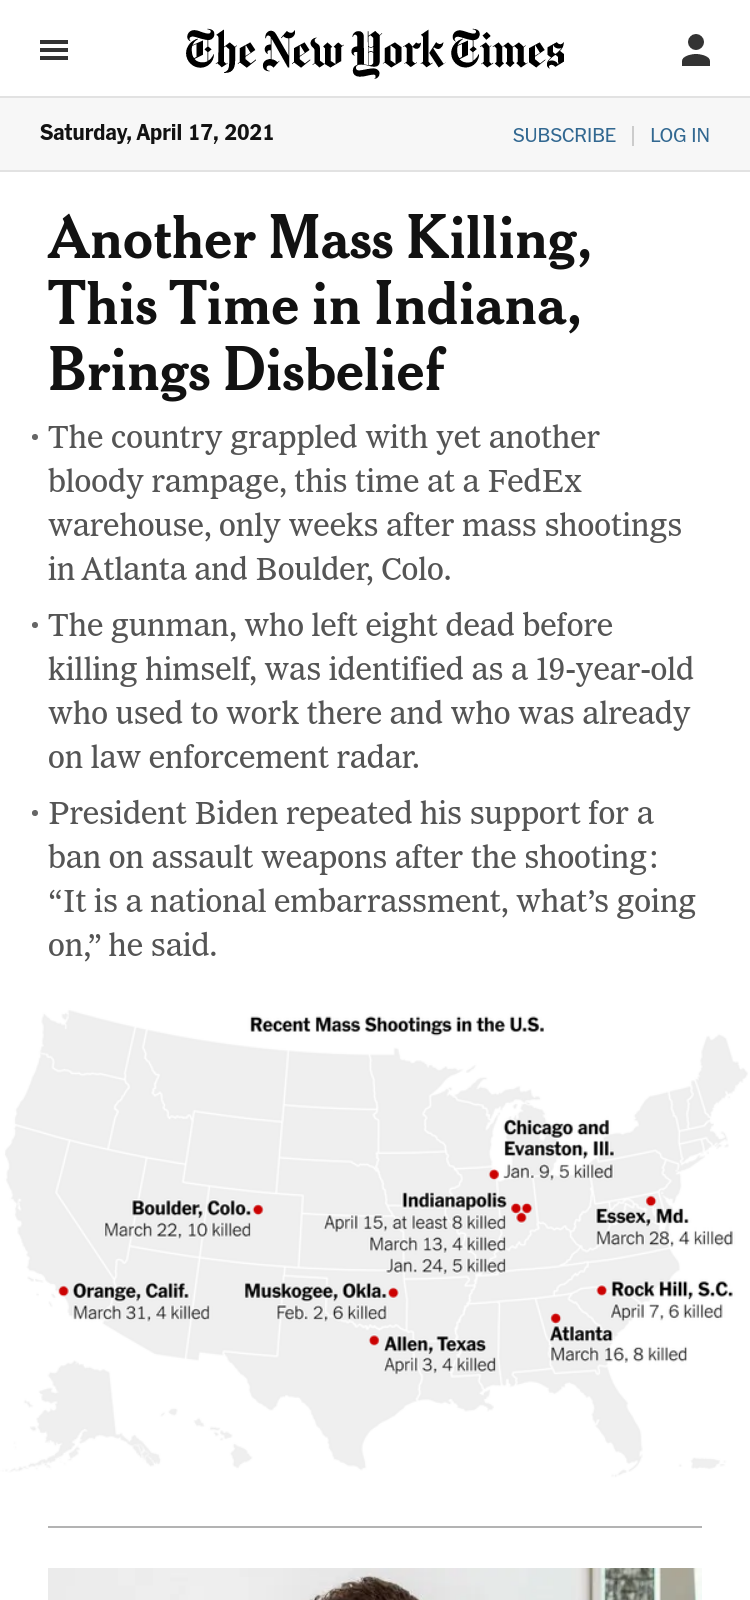 The New York Times
Saturday, April 17, 2021
SUBSCRIBE | LOG IN
Another Mass Killing,
This Time in Indiana,
Brings Disbelief
• The country grappled with yet another
bloody rampage, this time at a FedEx
warehouse, only weeks after mass shootings
in Atlanta and Boulder, Colo.
• The gunman, who left eight dead before
killing himself, was identified as a 19-year-old
who used to work there and who was already
on law enforcement radar.
• President Biden repeated his support for a
ban on assault weapons after the shooting:
“It is a national embarrassment, what’s going
on,” he said.
Recent Mass Shootings in the U.S.
Chicago and
Evanston, Ill.
Jan. 9, 5 killed
Boulder, Colo.
March 22, 10 killed
Indianapolis
April 15, at least 8 killed
March 13, 4 killed
Jan. 24, 5 killed
Essex, Md.
March 28, 4 killed
Orange, Calif.
March 31, 4 killed
Muskogee, Okla.
Feb. 2, 6 killed
Rock Hill, S.C.
April 7, 6 killed
Allen, Texas
April 3, 4 killed
Atlanta
March 16, 8 killed